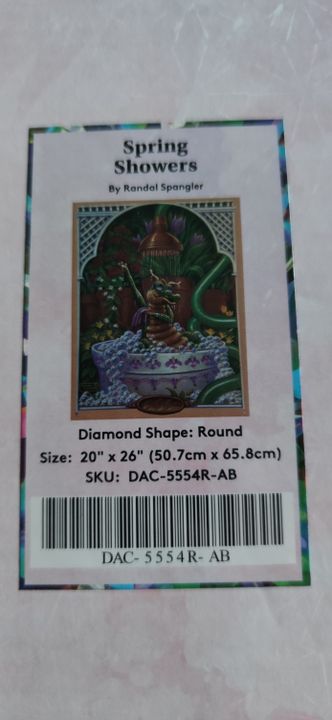 Spring
Showers
By Randal Spangler
Diamond Shape: Round
Size: 20" x 26" (50.7cm x 65.8cm)
SKU: DAC-5554R-AB
DAC- 5554R- AB